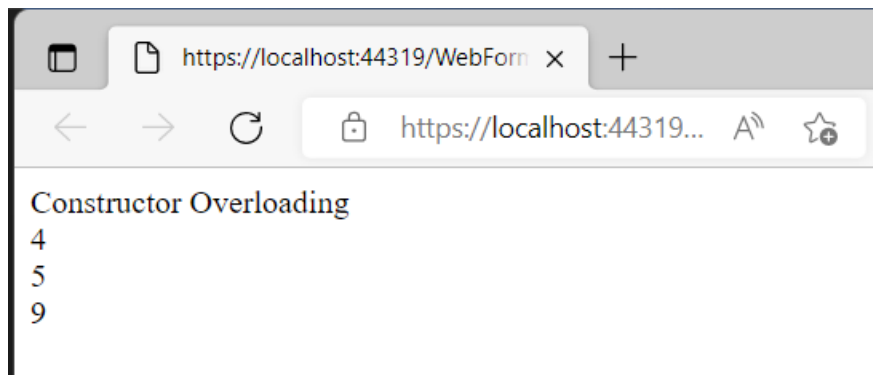 https://localhost:44319/WebForm
https://localhost:44319...
Constructor Overloading
4
5
9